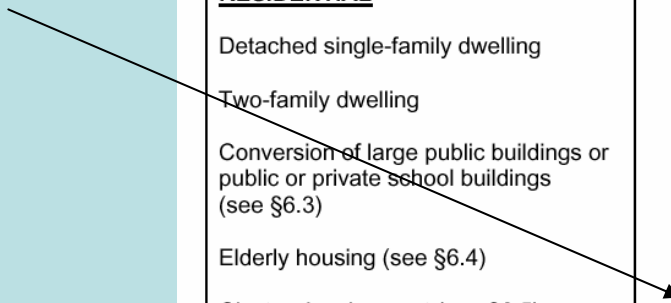 Detached single-family dwelling
Two-family dwelling
Conversion of large public buildings or
public or private school buildings
(see §6.3)
Elderly housing (see §6.4)